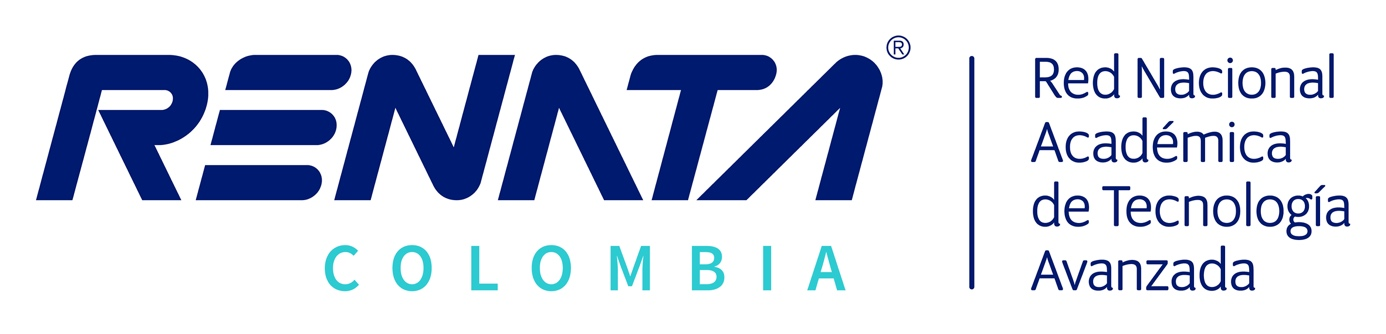 RENATA®
COLOMBIA
Red Nacional
Académica
de Tecnología
Avanzada